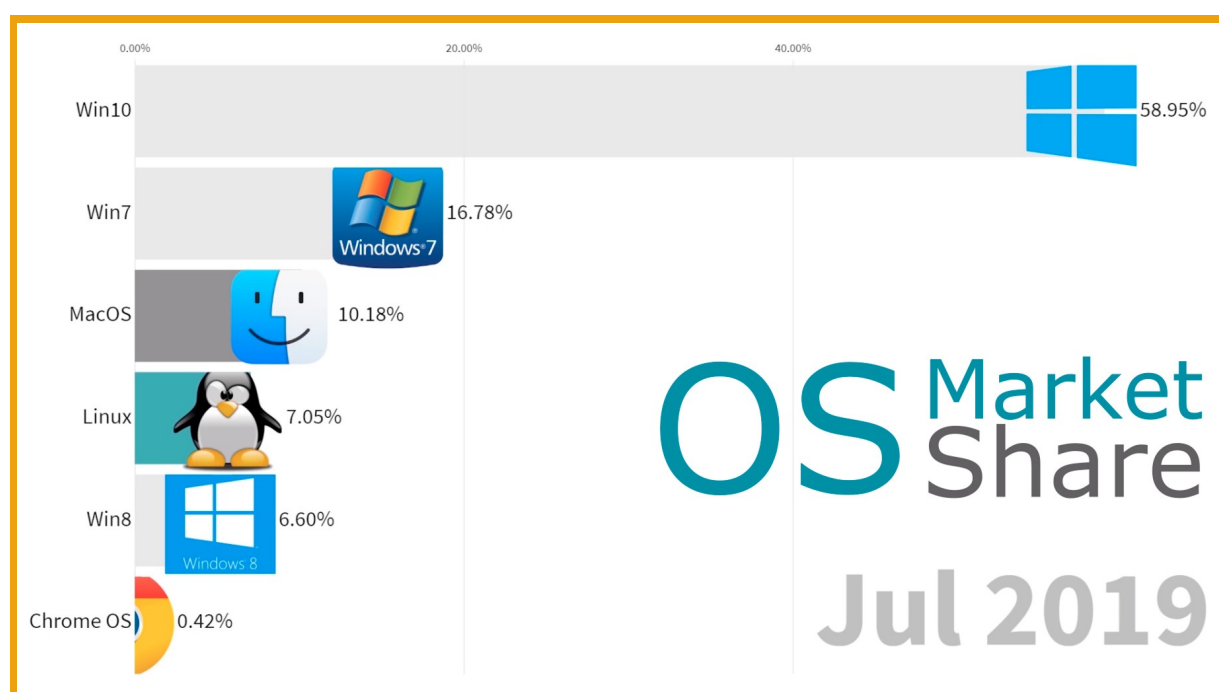 0.00% 20.00% 40.00%
Win10 58.95%
Win7 Windows®7 16.78%
MacOS 10.18%
Linux 7.05%
Win8 Windows 8 6.60%
Chrome OS 0.42%
OS Market
Share
Jul 2019